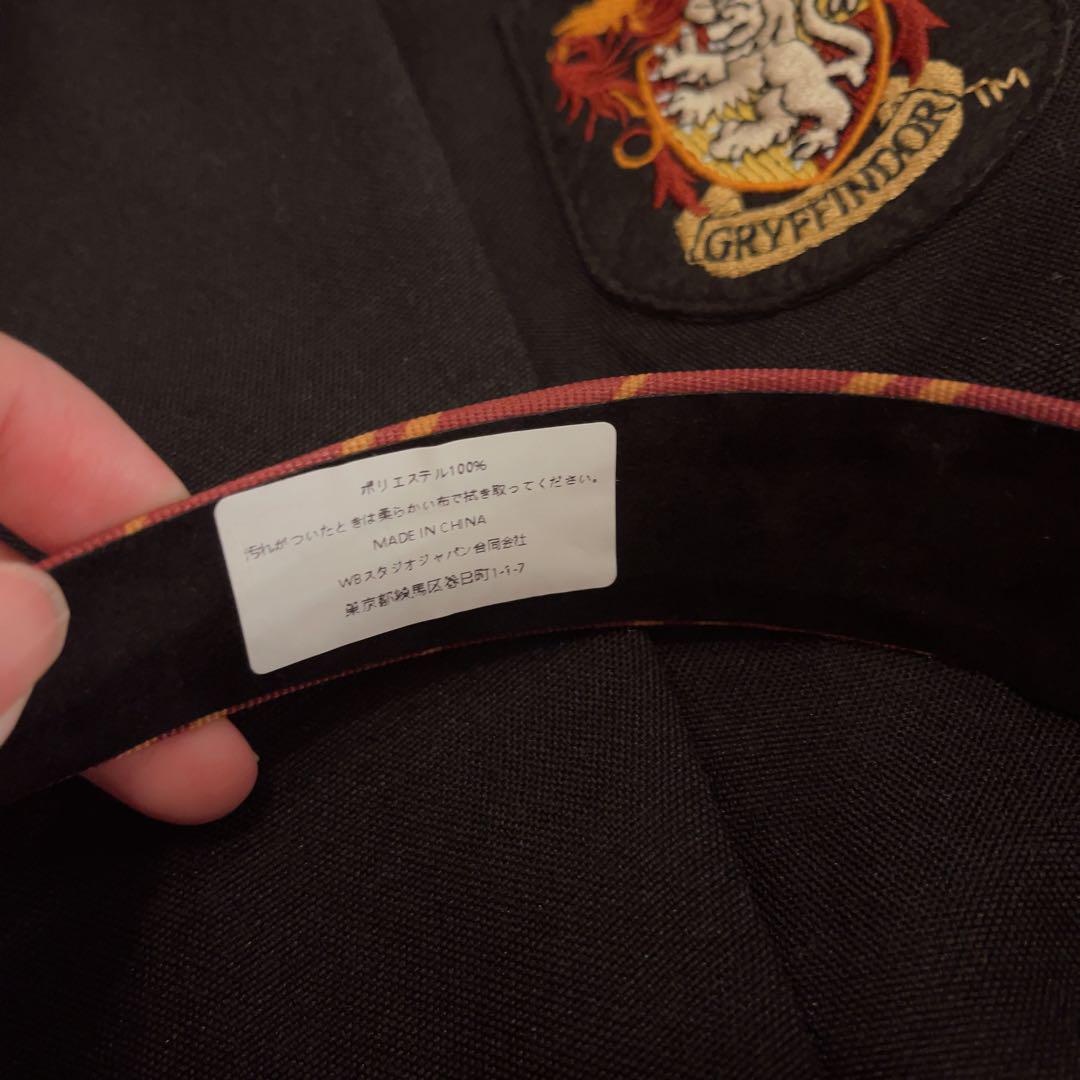 GRYFFINDOR TM
ポリエステル100%
汚れがついたときは柔らかい布で拭き取ってください。
MADE IN CHINA
WBスタジオジャパン合同会社
東京都練馬区春日町1-1-7